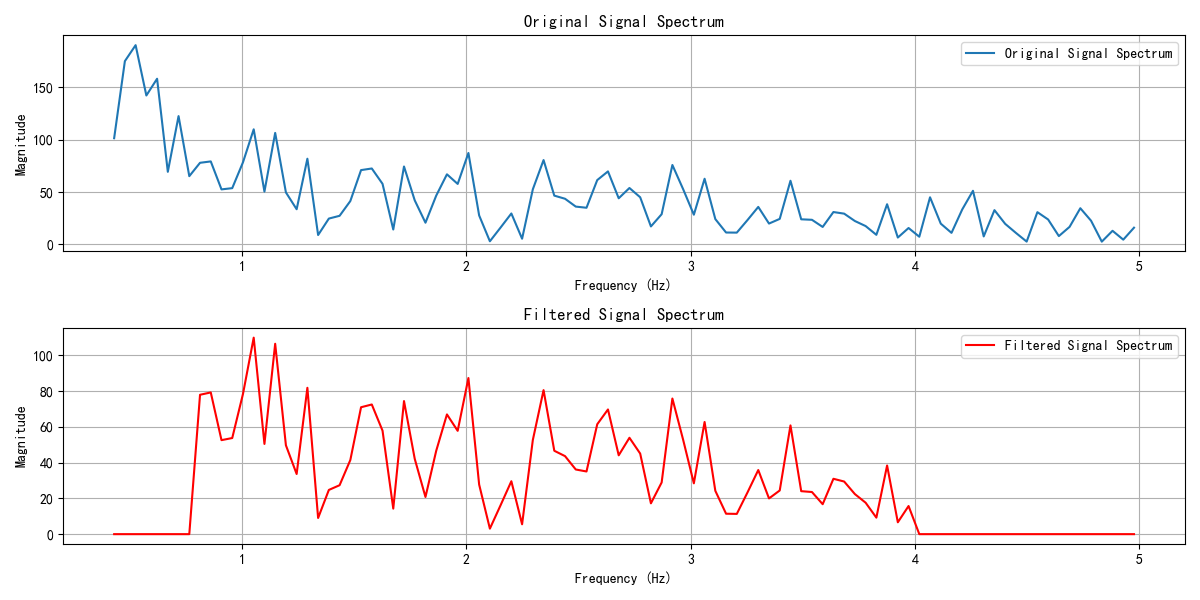 Original Signal Spectrum
Original Signal Spectrum
Magnitude
150
100
50
0
1 2 3 4 5
Frequency (Hz)
Filtered Signal Spectrum
Filtered Signal Spectrum
Magnitude
100
80
60
40
20
0
1 2 3 4 5
Frequency (Hz)